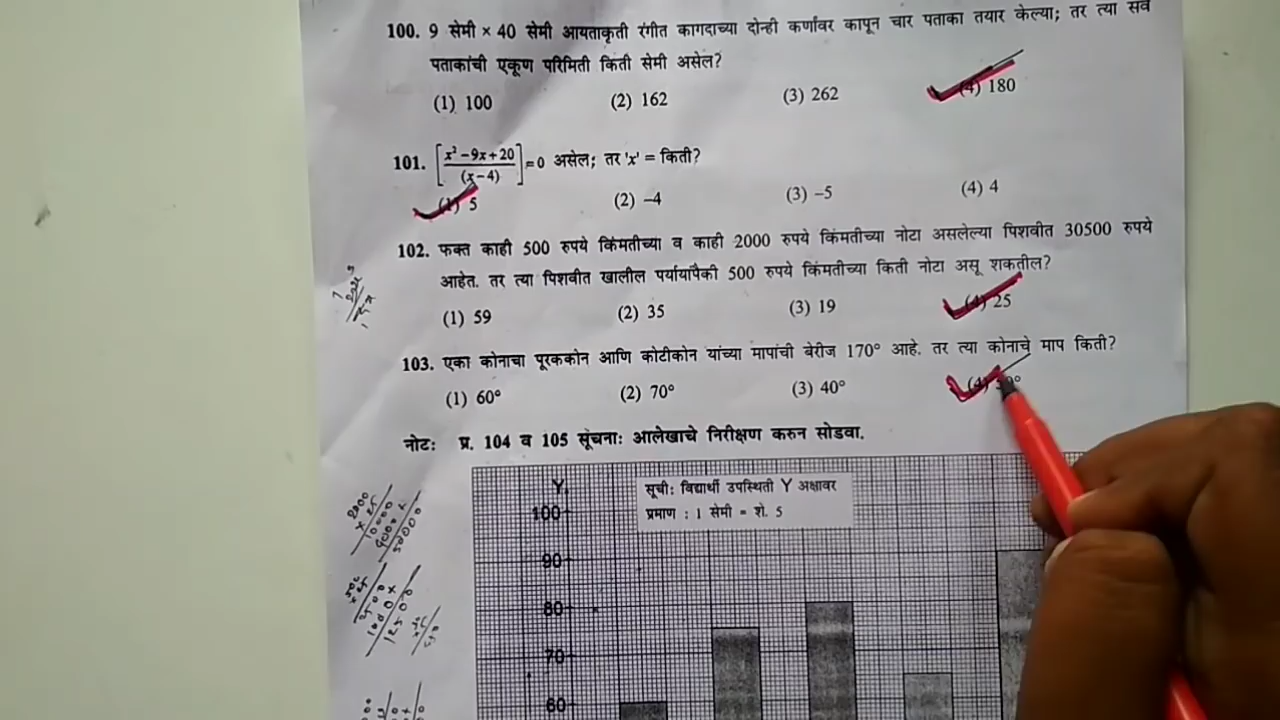 100. 9 सेमी × 40 सेमी आयताकृती रंगीत कागदाच्या दोन्ही कर्णांवर कापून चार पताका तयार केल्या; तर त्या सर्व
पताकांची एकूण परिमिती किती सेमी असेल?
(1) 100 (2) 162 (3) 262 (4) 180
101. [x² – 9x + 20 / (x – 4)] = 0 असेल; तर 'x' = किती?
(1) 5 (2) –4 (3) –5 (4) 4
102. फक्त काही 500 रुपये किंमतीच्या व काही 2000 रुपये किंमतीच्या नोटा असलेल्या पिशवीत 30500 रुपये
आहेत. तर त्या पिशवीत खालील पर्यायांपैकी 500 रुपये किंमतीच्या किती नोटा असू शकतील?
(1) 59 (2) 35 (3) 19 (4) 25
103. एका कोनाचा पूरककोन आणि कोटीकोन यांच्या मापांची बेरीज 170° आहे. तर त्या कोनाचे माप किती?
(1) 60° (2) 70° (3) 40° (4)
नोटः प्र. 104 व 105 सूचनाः आलेखाचे निरीक्षण करुन सोडवा.
Y
सूची: विद्यार्थी उपस्थिती Y अक्षावर
प्रमाण : 1 सेमी = शे. 5
100
90
80
70
60